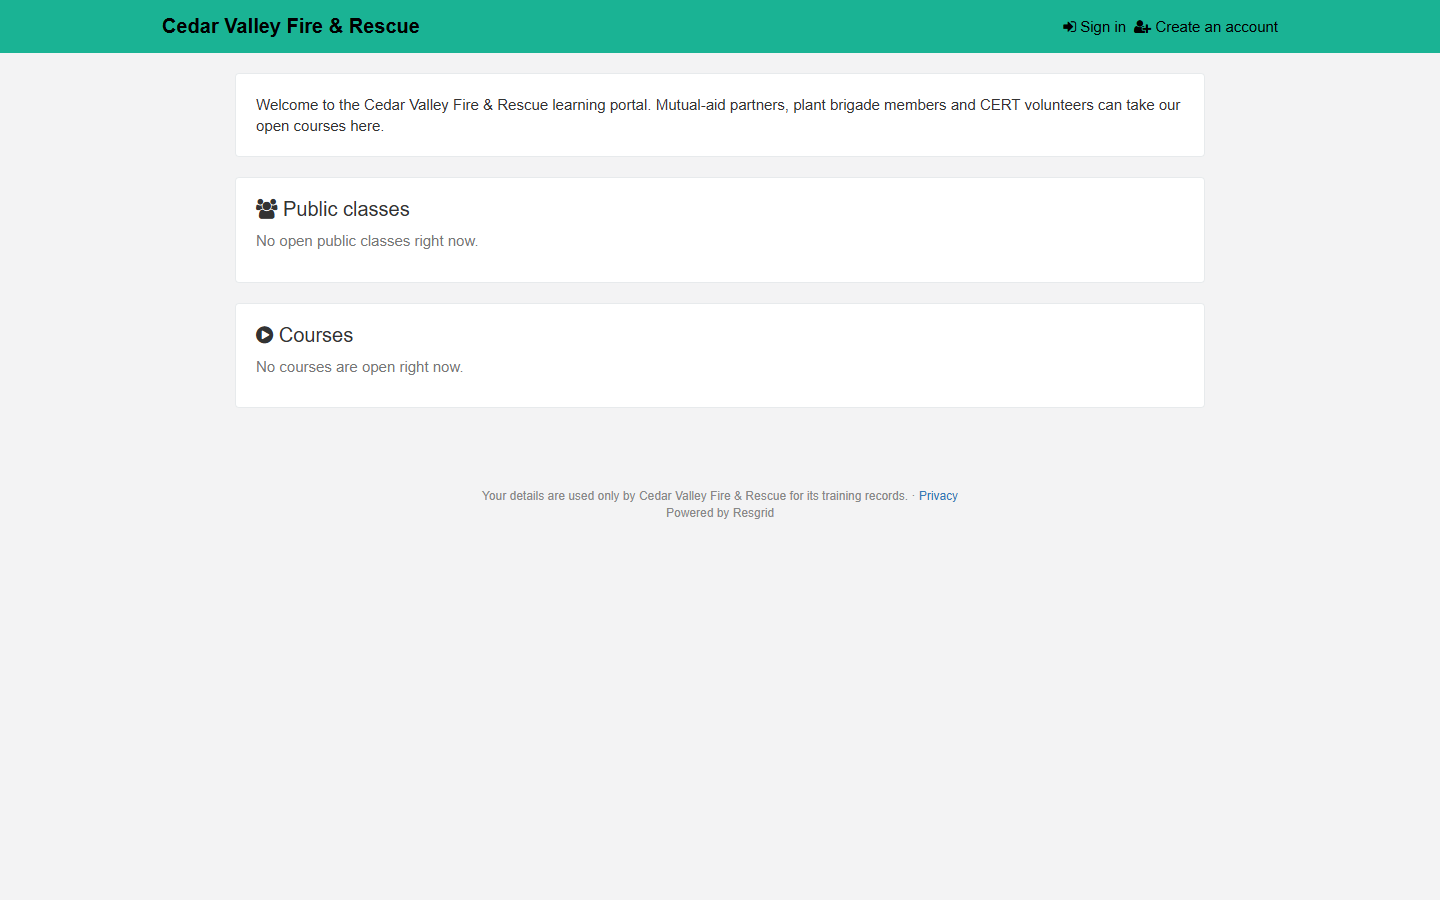 Cedar Valley Fire & Rescue
Sign in Create an account
Welcome to the Cedar Valley Fire & Rescue learning portal. Mutual-aid partners, plant brigade members and CERT volunteers can take our
open courses here.
Public classes
No open public classes right now.
Courses
No courses are open right now.
Your details are used only by Cedar Valley Fire & Rescue for its training records. · Privacy
Powered by Resgrid